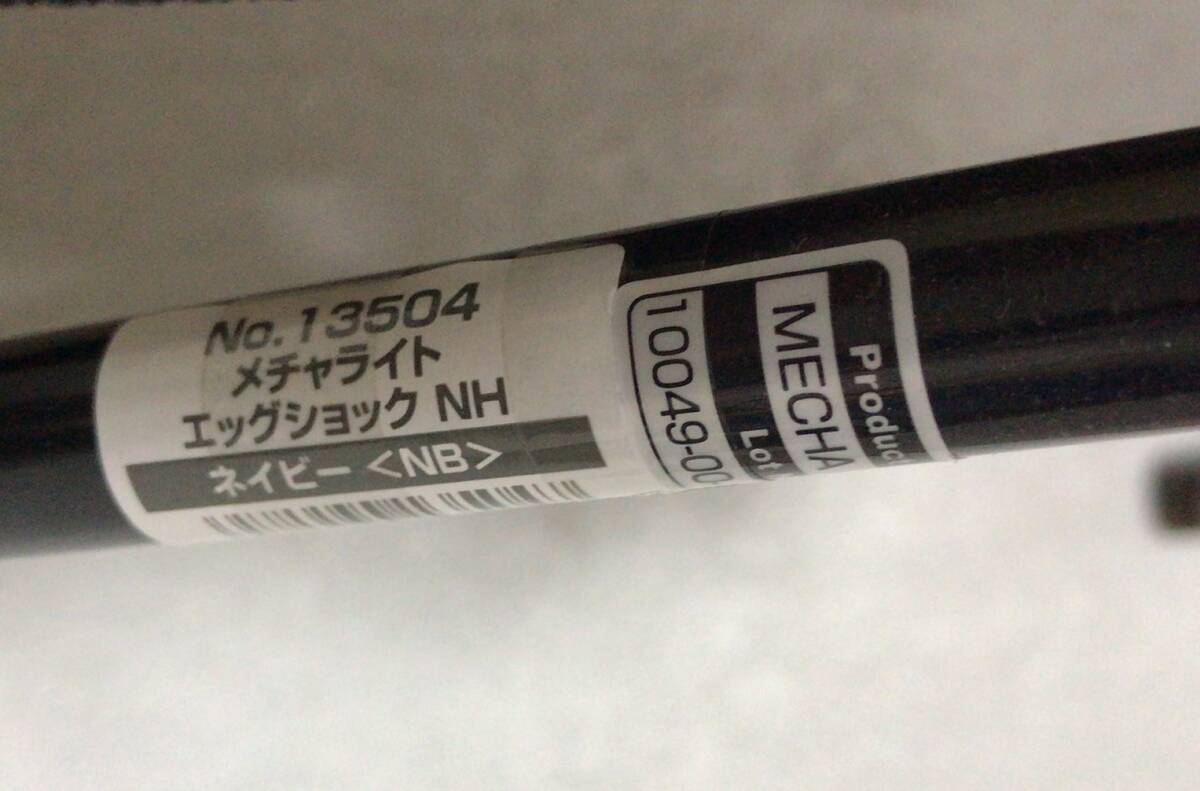 No.13504
メチャライト
エッグショック NH
ネイビー <NB>
Produc
MECHA
Lot
10049-00